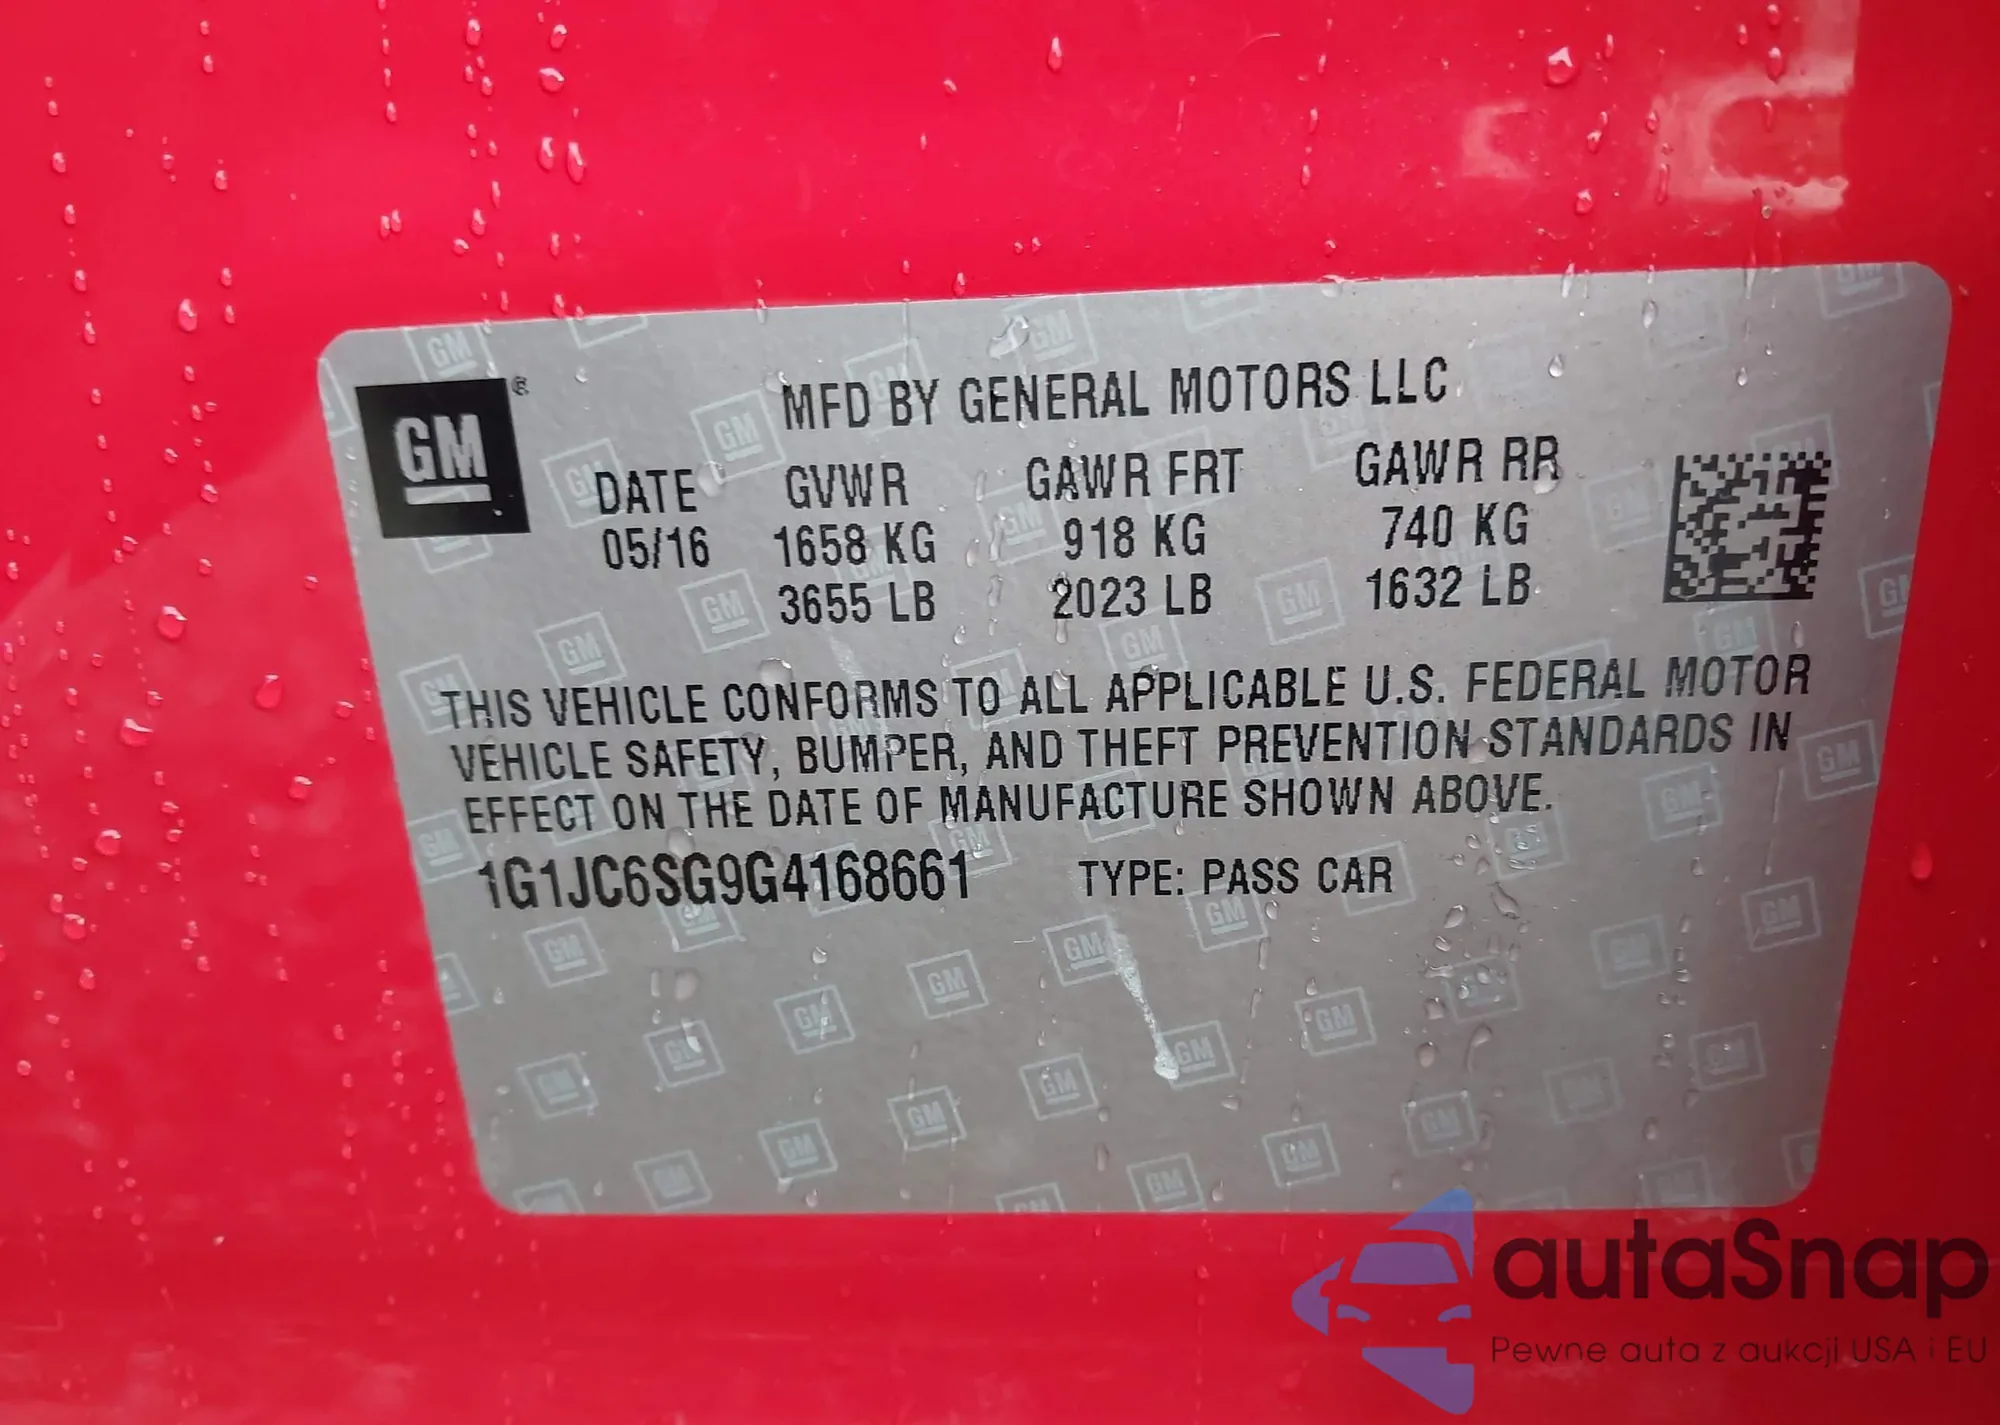 GM ®
MFD BY GENERAL MOTORS LLC
DATE GVWR GAWR FRT GAWR RR
05/16 1658 KG 918 KG 740 KG
3655 LB 2023 LB 1632 LB
THIS VEHICLE CONFORMS TO ALL APPLICABLE U.S. FEDERAL MOTOR
VEHICLE SAFETY, BUMPER, AND THEFT PREVENTION STANDARDS IN
EFFECT ON THE DATE OF MANUFACTURE SHOWN ABOVE.
1G1JC6SG9G4168661 TYPE: PASS CAR
autaSnap
Pewne auta z aukcji USA i EU